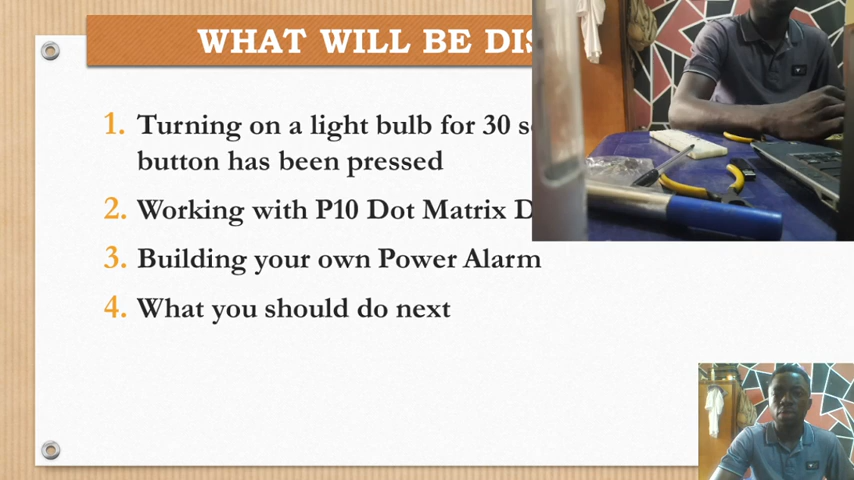 WHAT WILL BE
1. Turning on a light bulb for 30
button has been pressed
2. Working with P10 Dot Matrix
3. Building your own Power Alarm
4. What you should do next